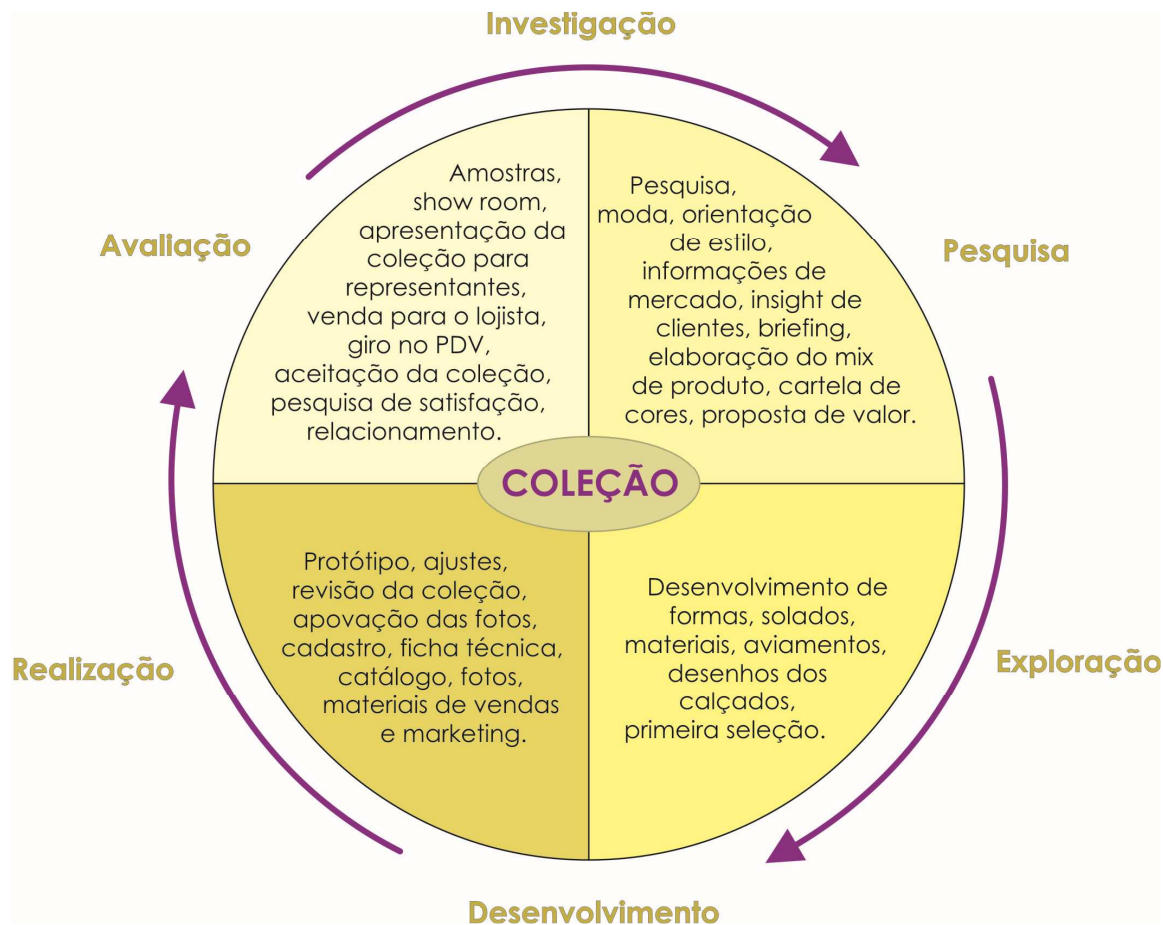 Investigação
Avaliação
Amostras,
show room,
apresentação da
coleção para
representantes,
venda para o lojista,
giro no PDV,
aceitação da coleção,
pesquisa de satisfação,
relacionamento.
Pesquisa,
moda, orientação
de estilo,
informações de
mercado, insight de
clientes, briefing,
elaboração do mix
de produto, cartela de
cores, proposta de valor.
Pesquisa
COLEÇÃO
Realização
Protótipo, ajustes,
revisão da coleção,
apovação das fotos,
cadastro, ficha técnica,
catálogo, fotos,
materiais de vendas
e marketing.
Desenvolvimento de
formas, solados,
materiais, aviamentos,
desenhos dos
calçados,
primeira seleção.
Exploração
Desenvolvimento